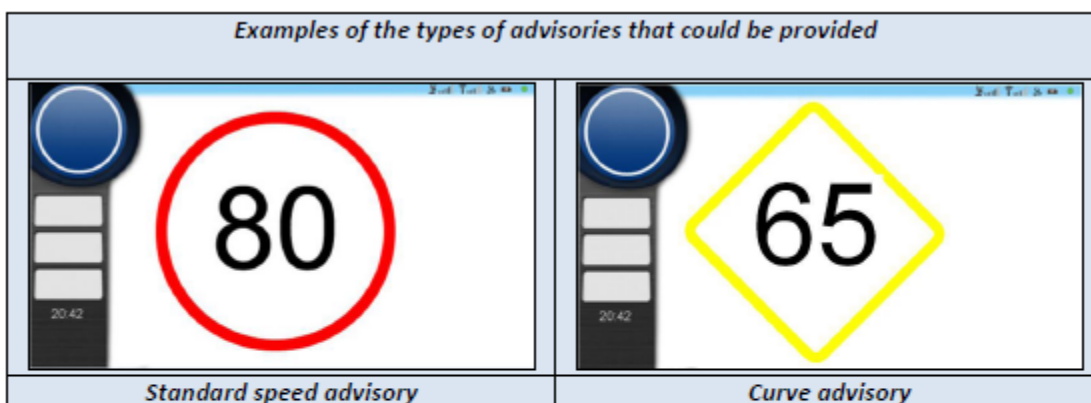 Examples of the types of advisories that could be provided
80
65
20:42
20:42
Standard speed advisory
Curve advisory